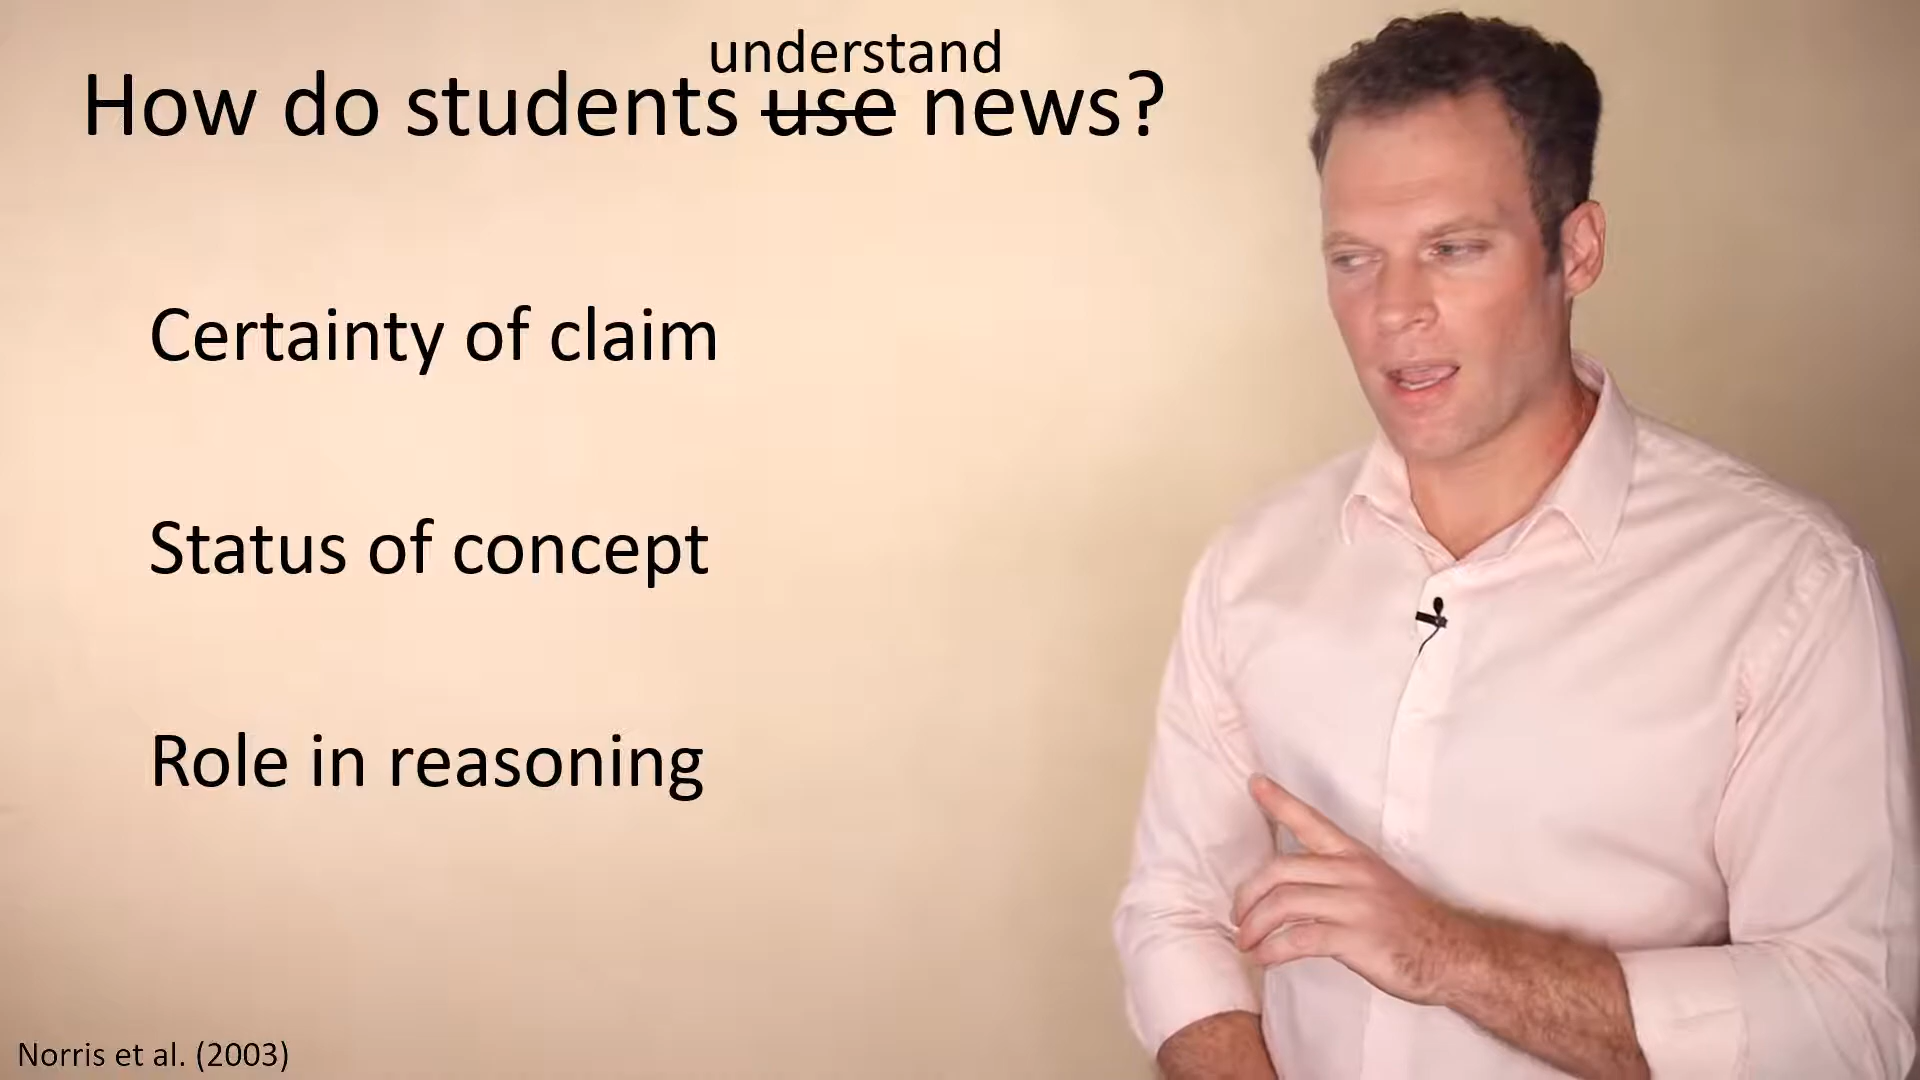 understand
How do students use news?
Certainty of claim
Status of concept
Role in reasoning
Norris et al. (2003)